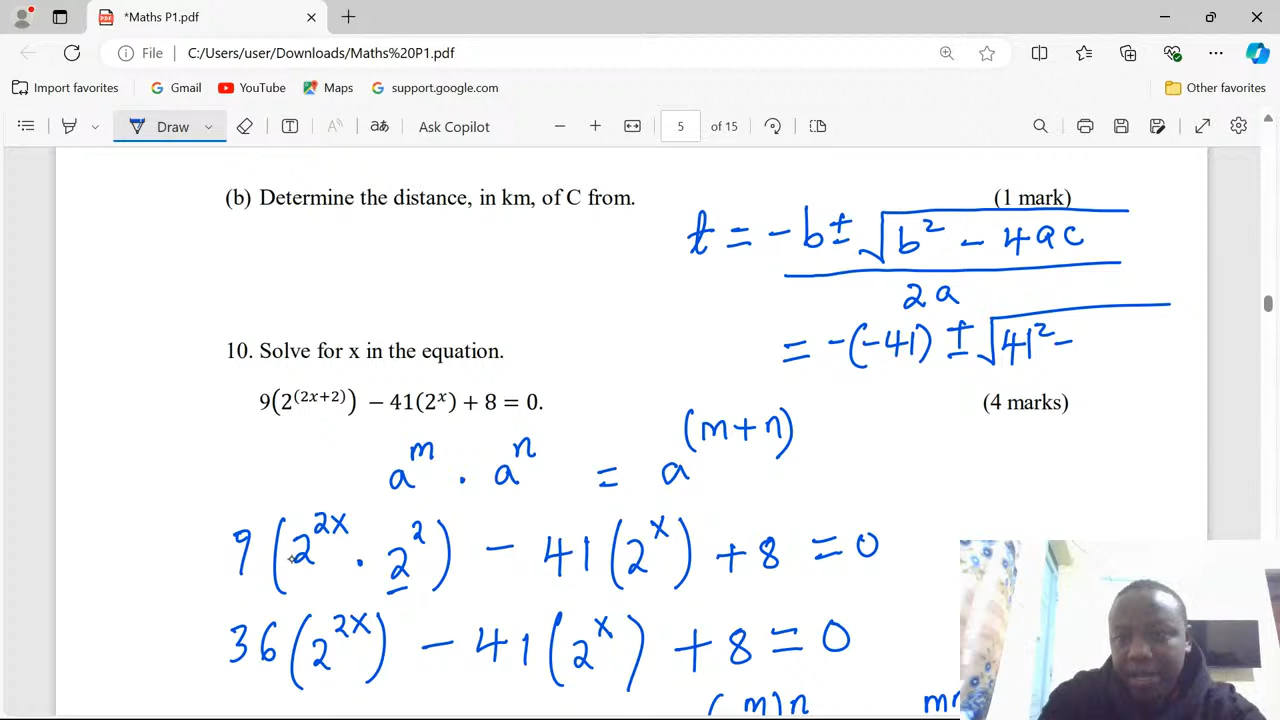 *Maths P1.pdf
File C:/Users/user/Downloads/Maths%20P1.pdf
Import favorites Gmail YouTube Maps support.google.com Other favorites
Draw Ask Copilot 5 of 15
(b) Determine the distance, in km, of C from. (1 mark)
t = -b ± √(b² - 4ac)
2a
= -(-41) ± √41² -
10. Solve for x in the equation.
9(2^(2x+2)) − 41(2^x) + 8 = 0. (4 marks)
a^m · a^n = a^(m+n)
9(2^2x · 2^2) - 41(2^x) + 8 = 0
36(2^2x) - 41(2^x) + 8 = 0
(m)n